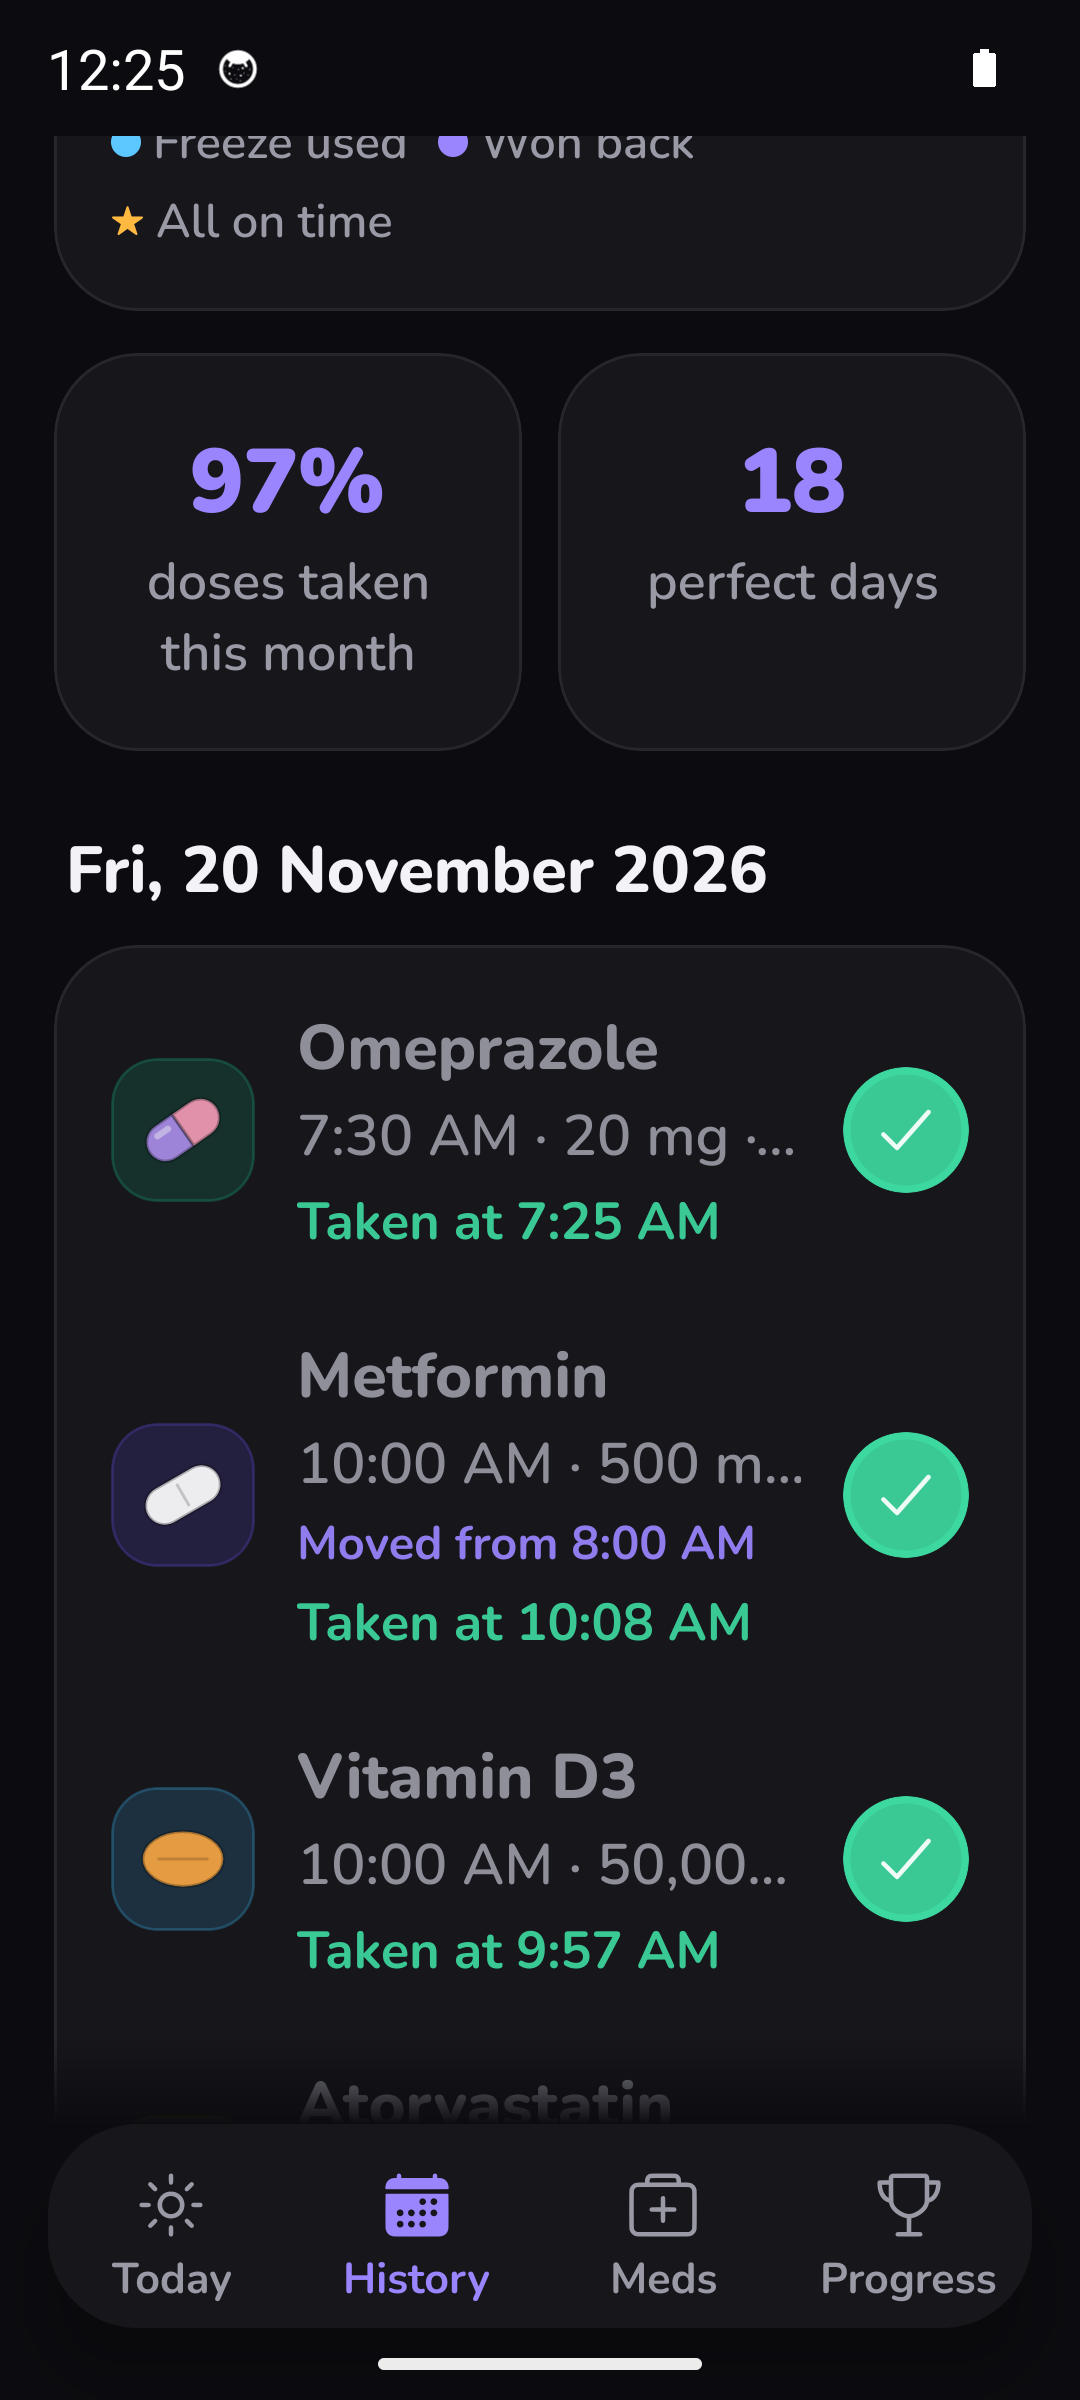 12:25
Freeze used Won back
★ All on time
97%
doses taken
this month
18
perfect days
Fri, 20 November 2026
Omeprazole
7:30 AM · 20 mg ·...
Taken at 7:25 AM
Metformin
10:00 AM · 500 m...
Moved from 8:00 AM
Taken at 10:08 AM
Vitamin D3
10:00 AM · 50,00...
Taken at 9:57 AM
Atorvastatin
Today
History
Meds
Progress